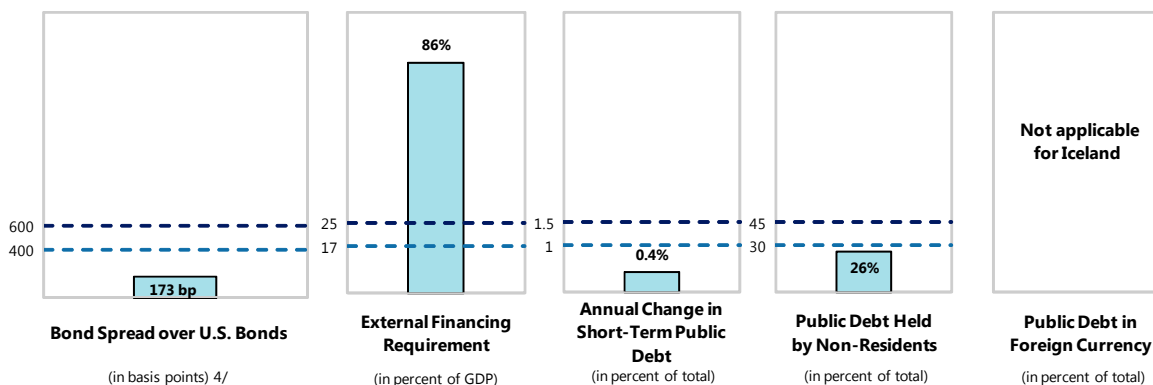 600
400
173 bp
Bond Spread over U.S. Bonds
(in basis points) 4/
86%
25
17
External Financing
Requirement
(in percent of GDP)
1.5
1
0.4%
Annual Change in
Short-Term Public
Debt
(in percent of total)
45
30
26%
Public Debt Held
by Non-Residents
(in percent of total)
Not applicable
for Iceland
Public Debt in
Foreign Currency
(in percent of total)